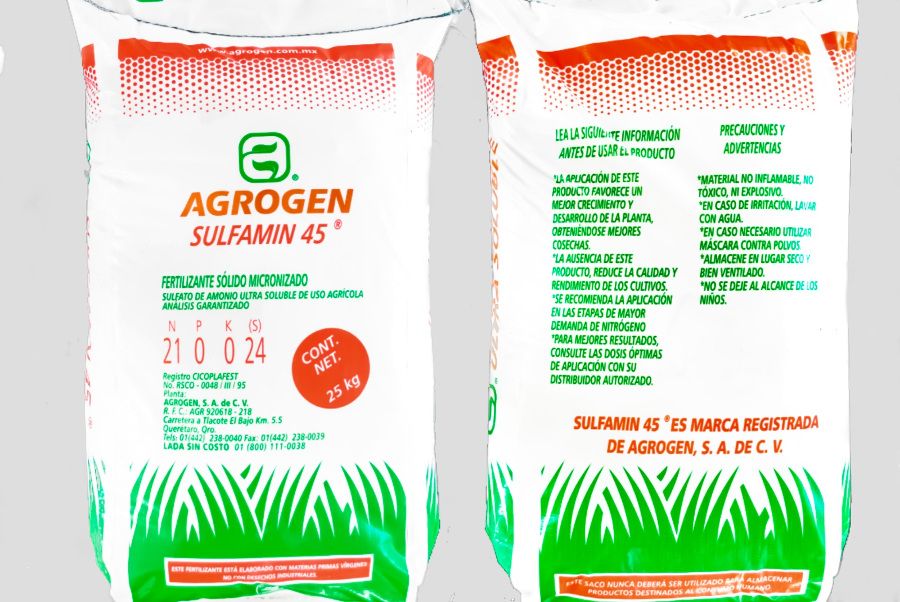 www.agrogen.com.mx
AGROGEN
SULFAMIN 45 ®
FERTILIZANTE SÓLIDO MICRONIZADO
SULFATO DE AMONIO ULTRA SOLUBLE DE USO AGRÍCOLA
ANÁLISIS GARANTIZADO
N P K (S)
21 0 0 24
CONT.
NET.
25 kg
Registro CICOPLAFEST
No. RSCO - 0048 / III / 95
Planta:
AGROGEN, S. A. de C. V.
R. F. C.: AGR 920618 - 218
Carretera a Tlacote El Bajo Km. 5.5
Querétaro, Qro.
Tels: 01(442) 238-0040 Fax: 01(442) 238-0039
LADA SIN COSTO 01 (800) 111-0038
ESTE FERTILIZANTE ESTÁ ELABORADO CON MATERIAS PRIMAS VÍRGENES
NO CON DESECHOS INDUSTRIALES.
LEA LA SIGUIENTE INFORMACIÓN
ANTES DE USAR EL PRODUCTO
*LA APLICACIÓN DE ESTE
PRODUCTO FAVORECE UN
MEJOR CRECIMIENTO Y
DESARROLLO DE LA PLANTA,
OBTENIÉNDOSE MEJORES
COSECHAS.
*LA AUSENCIA DE ESTE
PRODUCTO, REDUCE LA CALIDAD Y
RENDIMIENTO DE LOS CULTIVOS.
*SE RECOMIENDA LA APLICACIÓN
EN LAS ETAPAS DE MAYOR
DEMANDA DE NITRÓGENO
*PARA MEJORES RESULTADOS,
CONSULTE LAS DOSIS ÓPTIMAS
DE APLICACIÓN CON SU
DISTRIBUIDOR AUTORIZADO.
PRECAUCIONES Y
ADVERTENCIAS
*MATERIAL NO INFLAMABLE, NO
TÓXICO, NI EXPLOSIVO.
*EN CASO DE IRRITACIÓN, LAVAR
CON AGUA.
*EN CASO NECESARIO UTILIZAR
MÁSCARA CONTRA POLVOS.
*ALMACENE EN LUGAR SECO Y
BIEN VENTILADO.
*NO SE DEJE AL ALCANCE DE LOS
NIÑOS.
SULFAMIN 45 ® ES MARCA REGISTRADA
DE AGROGEN, S. A. DE C. V.
ESTE SACO NUNCA DEBERÁ SER UTILIZADO PARA ALMACENAR
PRODUCTOS DESTINADOS AL CONSUMO HUMANO.